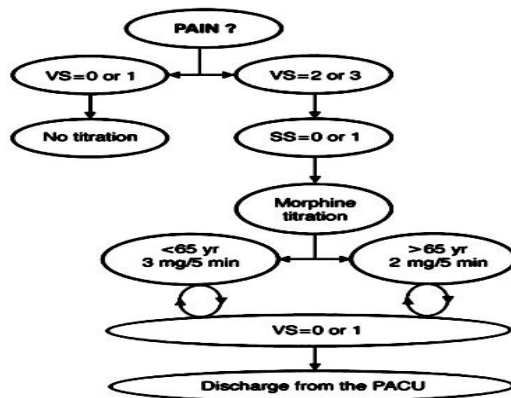 PAIN ?
VS=0 or 1
VS=2 or 3
No titration
SS=0 or 1
Morphine
titration
<65 yr
3 mg/5 min
>65 yr
2 mg/5 min
VS=0 or 1
Discharge from the PACU